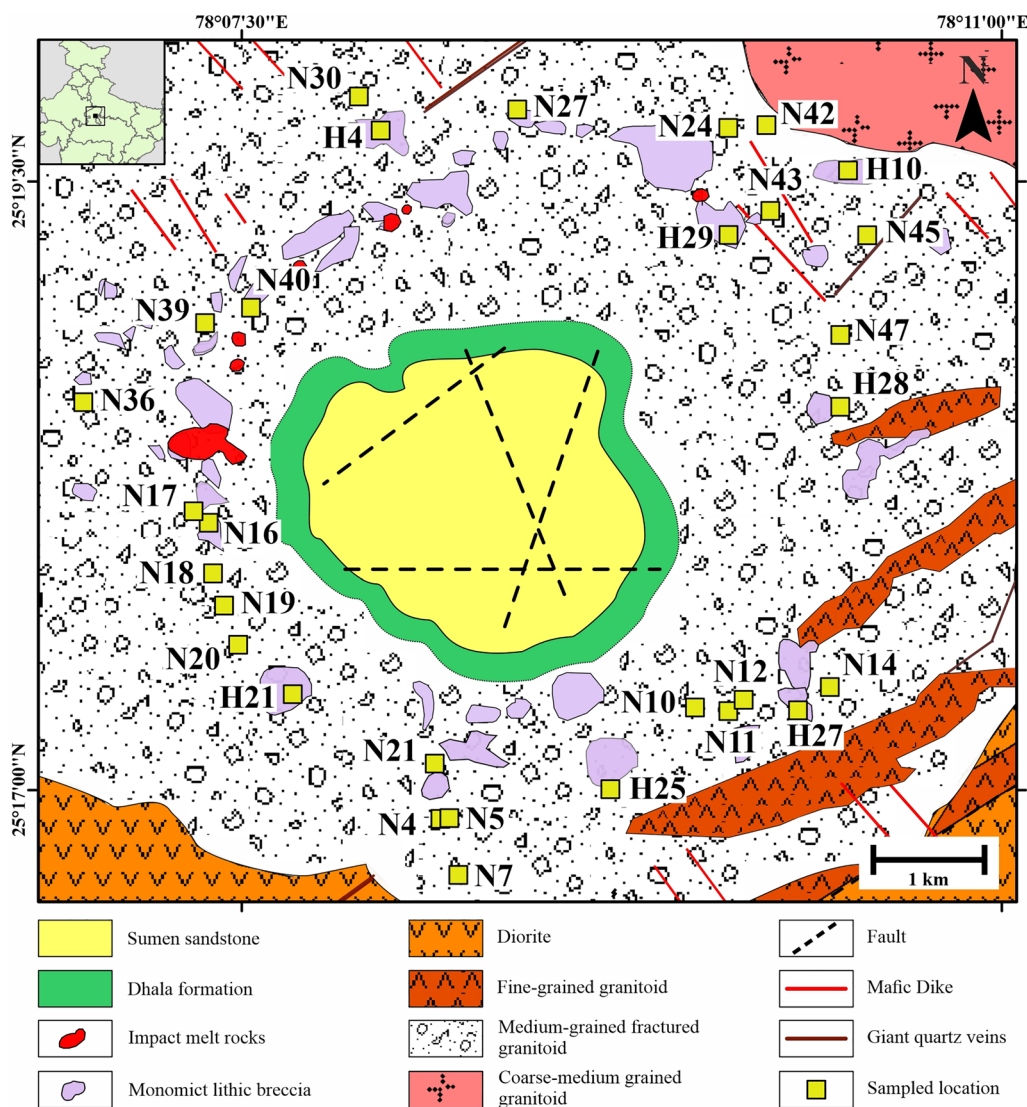 78°07'30"E
78°11'00"E
N
N30
N27
H4
N24
N42
H10
25°19'30"N
N43
H29
N45
N40
N39
N47
H28
N36
N17
N16
N18
N19
N20
N12
N14
H21
N10
N11
H27
N21
H25
25°17'00"N
N4
N5
N7
1 km
Sumen sandstone
Diorite
Fault
Dhala formation
Fine-grained granitoid
Mafic Dike
Impact melt rocks
Medium-grained fractured
granitoid
Giant quartz veins
Monomict lithic breccia
Coarse-medium grained
granitoid
Sampled location